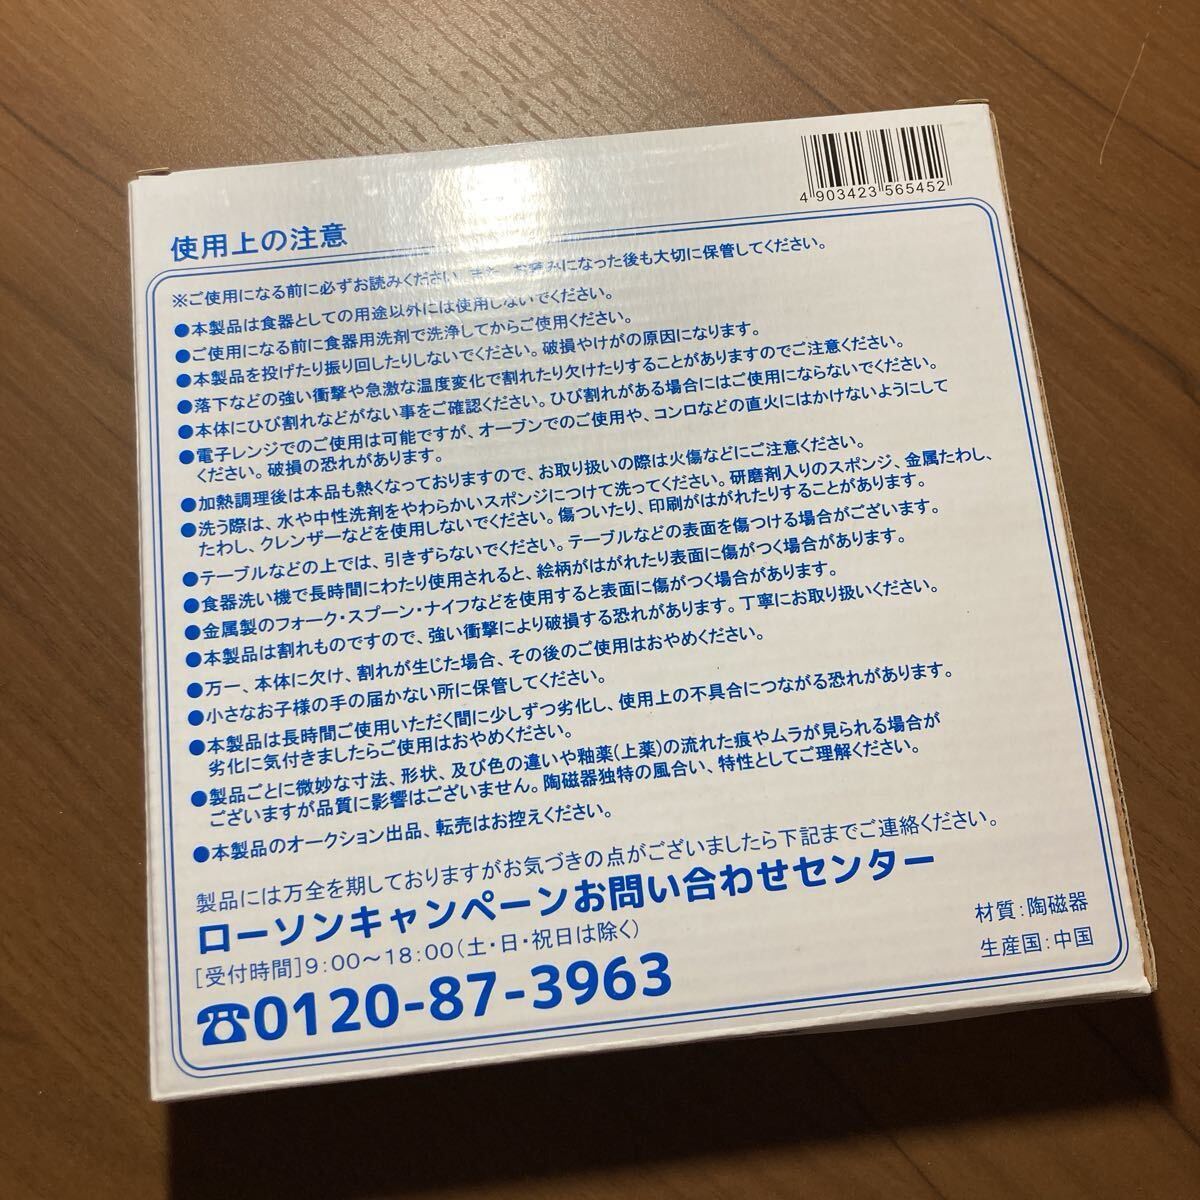 4 903423 565452
使用上の注意
※ご使用になる前に必ずお読みください。また、お読みになった後も大切に保管してください。
●本製品は食器としての用途以外には使用しないでください。
●ご使用になる前に食器用洗剤で洗浄してからご使用ください。
●本製品を投げたり振り回したりしないでください。破損やけがの原因になります。
●落下などの強い衝撃や急激な温度変化で割れたり欠けたりすることがありますのでご注意ください。
●本体にひび割れなどがない事をご確認ください。ひび割れがある場合にはご使用にならないでください。
●電子レンジでのご使用は可能ですが、オーブンでのご使用や、コンロなどの直火にはかけないようにして
ください。破損の恐れがあります。
●加熱調理後は本品も熱くなっておりますので、お取り扱いの際は火傷などにご注意ください。
●洗う際は、水や中性洗剤をやわらかいスポンジにつけて洗ってください。研磨剤入りのスポンジ、金属たわし、
たわし、クレンザーなどを使用しないでください。傷ついたり、印刷がはがれたりすることがあります。
●テーブルなどの上では、引きずらないでください。テーブルなどの表面を傷つける場合がございます。
●食器洗い機で長時間にわたり使用されると、絵柄がはがれたり表面に傷がつく場合があります。
●金属製のフォーク・スプーン・ナイフなどを使用すると表面に傷がつく場合があります。
●本製品は割れものですので、強い衝撃により破損する恐れがあります。丁寧にお取り扱いください。
●万一、本体に欠け、割れが生じた場合、その後のご使用はおやめください。
●小さなお子様の手の届かない所に保管してください。
●本製品は長時間ご使用いただく間に少しずつ劣化し、使用上の不具合につながる恐れがあります。
劣化に気付きましたらご使用はおやめください。
●製品ごとに微妙な寸法、形状、及び色の違いや釉薬(上薬)の流れた痕やムラが見られる場合が
ございますが品質に影響はございません。陶磁器独特の風合い、特性としてご理解ください。
●本製品のオークション出品、転売はお控えください。
製品には万全を期しておりますがお気づきの点がございましたら下記までご連絡ください。
ローソンキャンペーンお問い合わせセンター
[受付時間]9:00～18:00(土・日・祝日は除く)
☎0120-87-3963
材質:陶磁器
生産国:中国